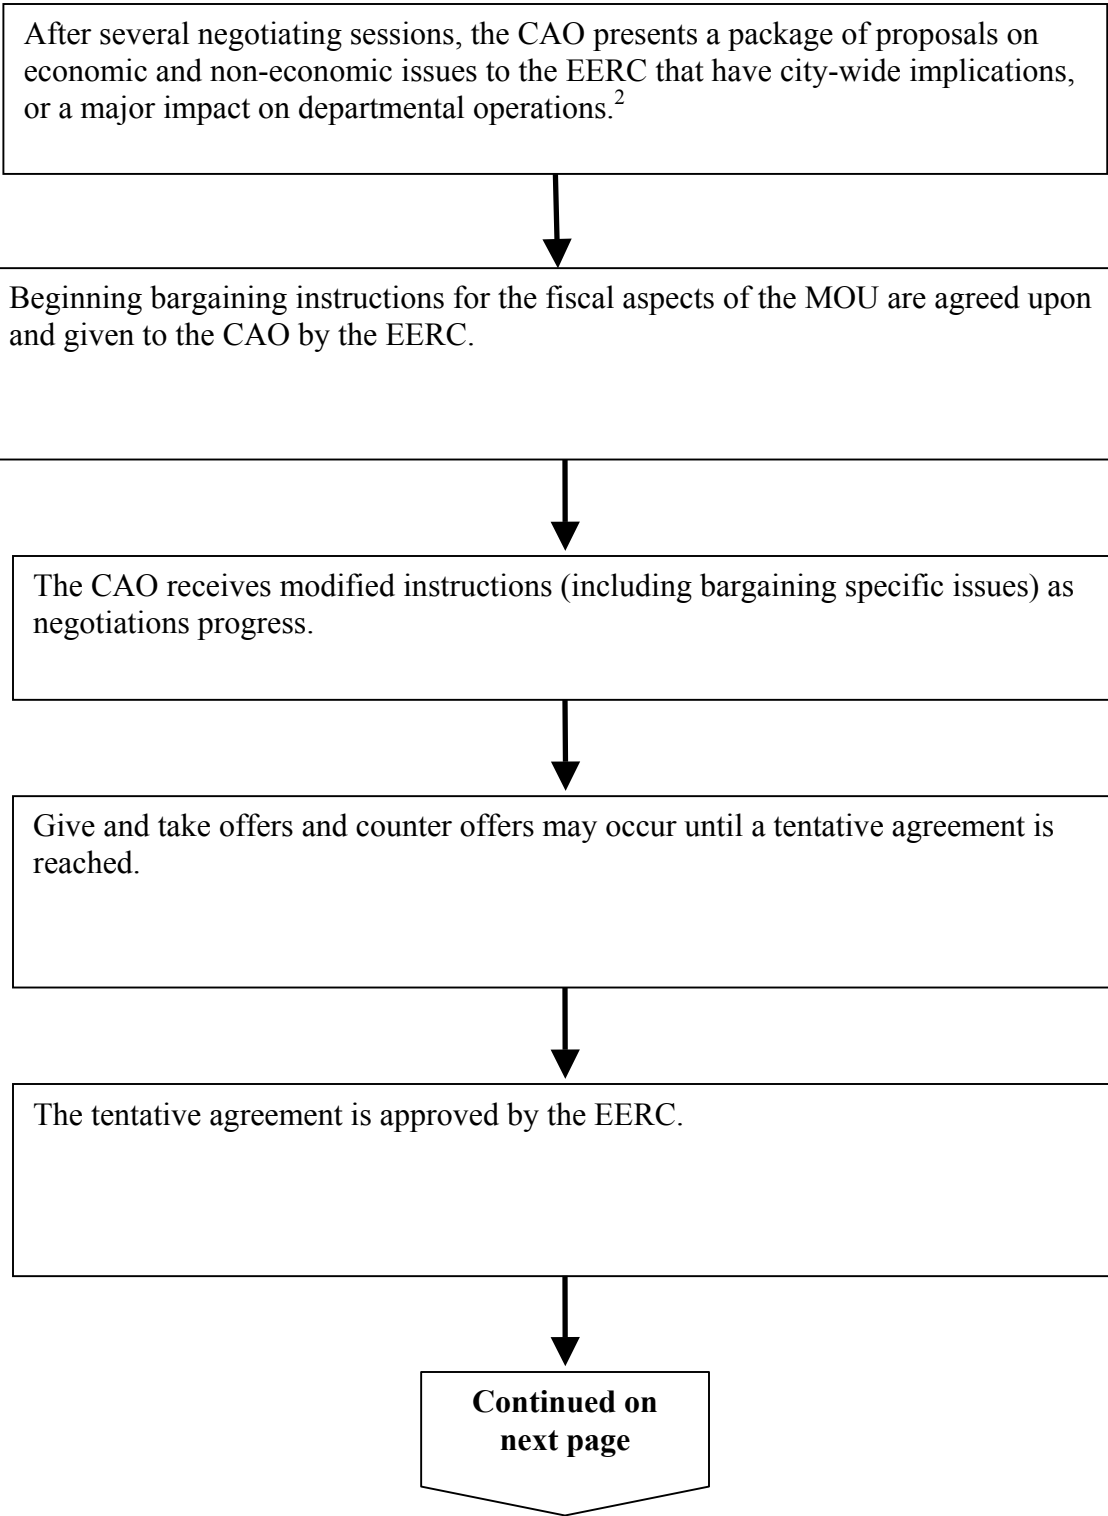 After several negotiating sessions, the CAO presents a package of proposals on
economic and non-economic issues to the EERC that have city-wide implications,
or a major impact on departmental operations.2
Beginning bargaining instructions for the fiscal aspects of the MOU are agreed upon
and given to the CAO by the EERC.
The CAO receives modified instructions (including bargaining specific issues) as
negotiations progress.
Give and take offers and counter offers may occur until a tentative agreement is
reached.
The tentative agreement is approved by the EERC.
Continued on
next page